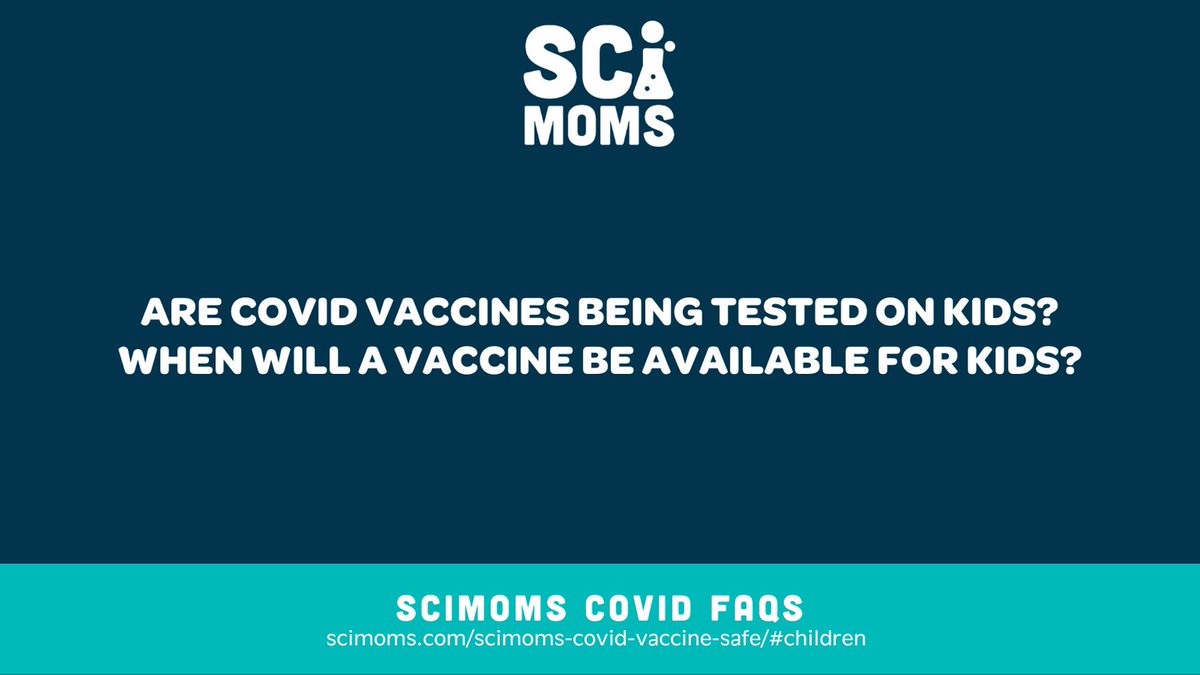 SCi
MOMS
ARE COVID VACCINES BEING TESTED ON KIDS?
WHEN WILL A VACCINE BE AVAILABLE FOR KIDS?
SCIMOMS COVID FAQS
scimoms.com/scimoms-covid-vaccine-safe/#children